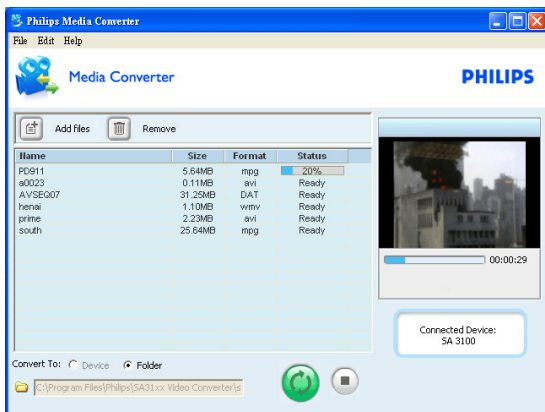 Philips Media Converter
File Edit Help
Media Converter
PHILIPS
Add files Remove
Name Size Format Status
PD911 5.64MB mpg 20%
a0023 0.11MB avi Ready
AVSEQ07 31.25MB DAT Ready
henai 1.10MB wmv Ready
prime 2.23MB avi Ready
south 25.64MB mpg Ready
00:00:29
Connected Device:
SA 3100
Convert To: Device Folder
C:\Program Files\Philips\SA31xx Video Converter\s